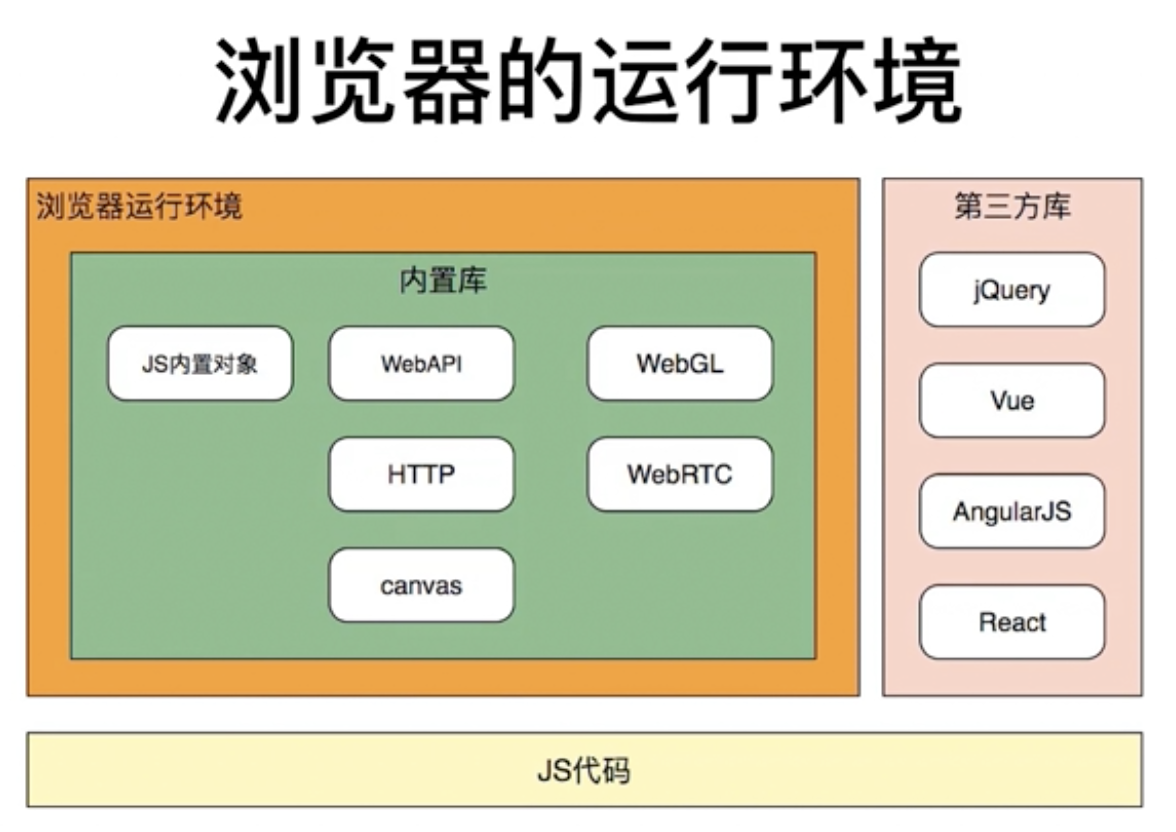 浏览器的运行环境
浏览器运行环境
内置库
JS内置对象
WebAPI
WebGL
HTTP
WebRTC
canvas
第三方库
jQuery
Vue
AngularJS
React
JS代码